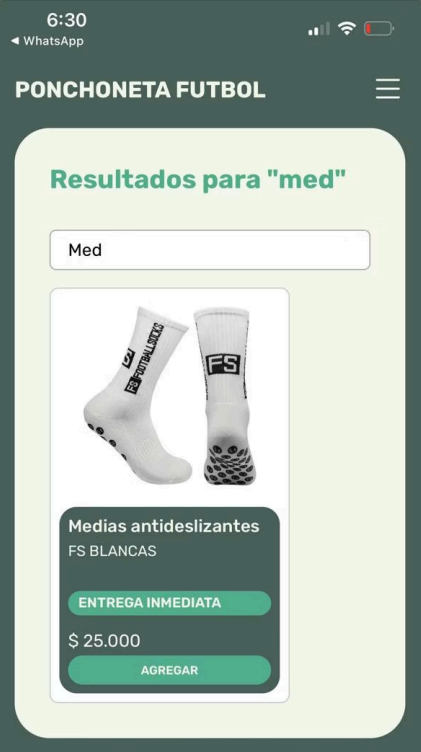 6:30
◀ WhatsApp
PONCHONETA FUTBOL
Resultados para "med"
Med
FS FOOTBALLSOCKS
FS
Medias antideslizantes
FS BLANCAS
ENTREGA INMEDIATA
$ 25.000
AGREGAR